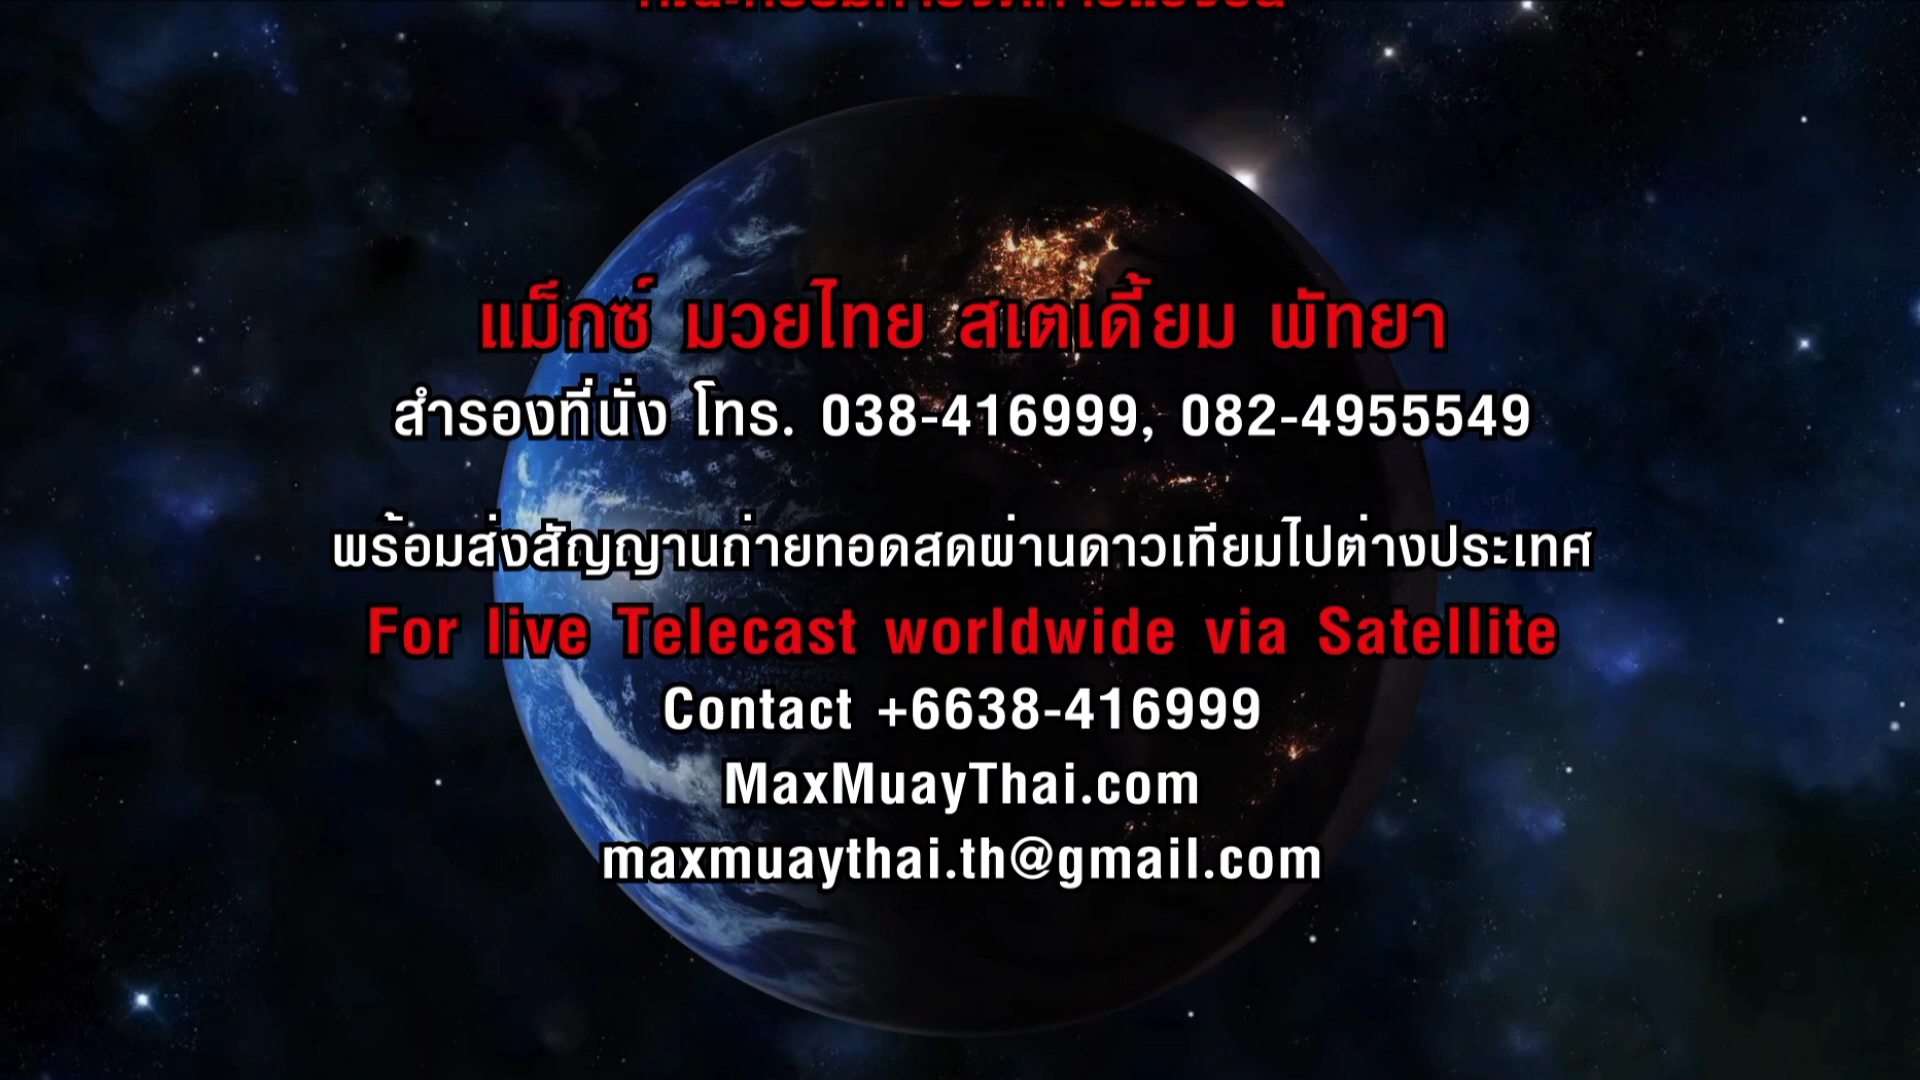 แม็กซ์ มวยไทย สเตเดี้ยม พัทยา
สำรองที่นั่ง โทร. 038-416999, 082-4955549
พร้อมส่งสัญญานถ่ายทอดสดผ่านดาวเทียมไปต่างประเทศ
For live Telecast worldwide via Satellite
Contact +6638-416999
MaxMuayThai.com
maxmuaythai.th@gmail.com